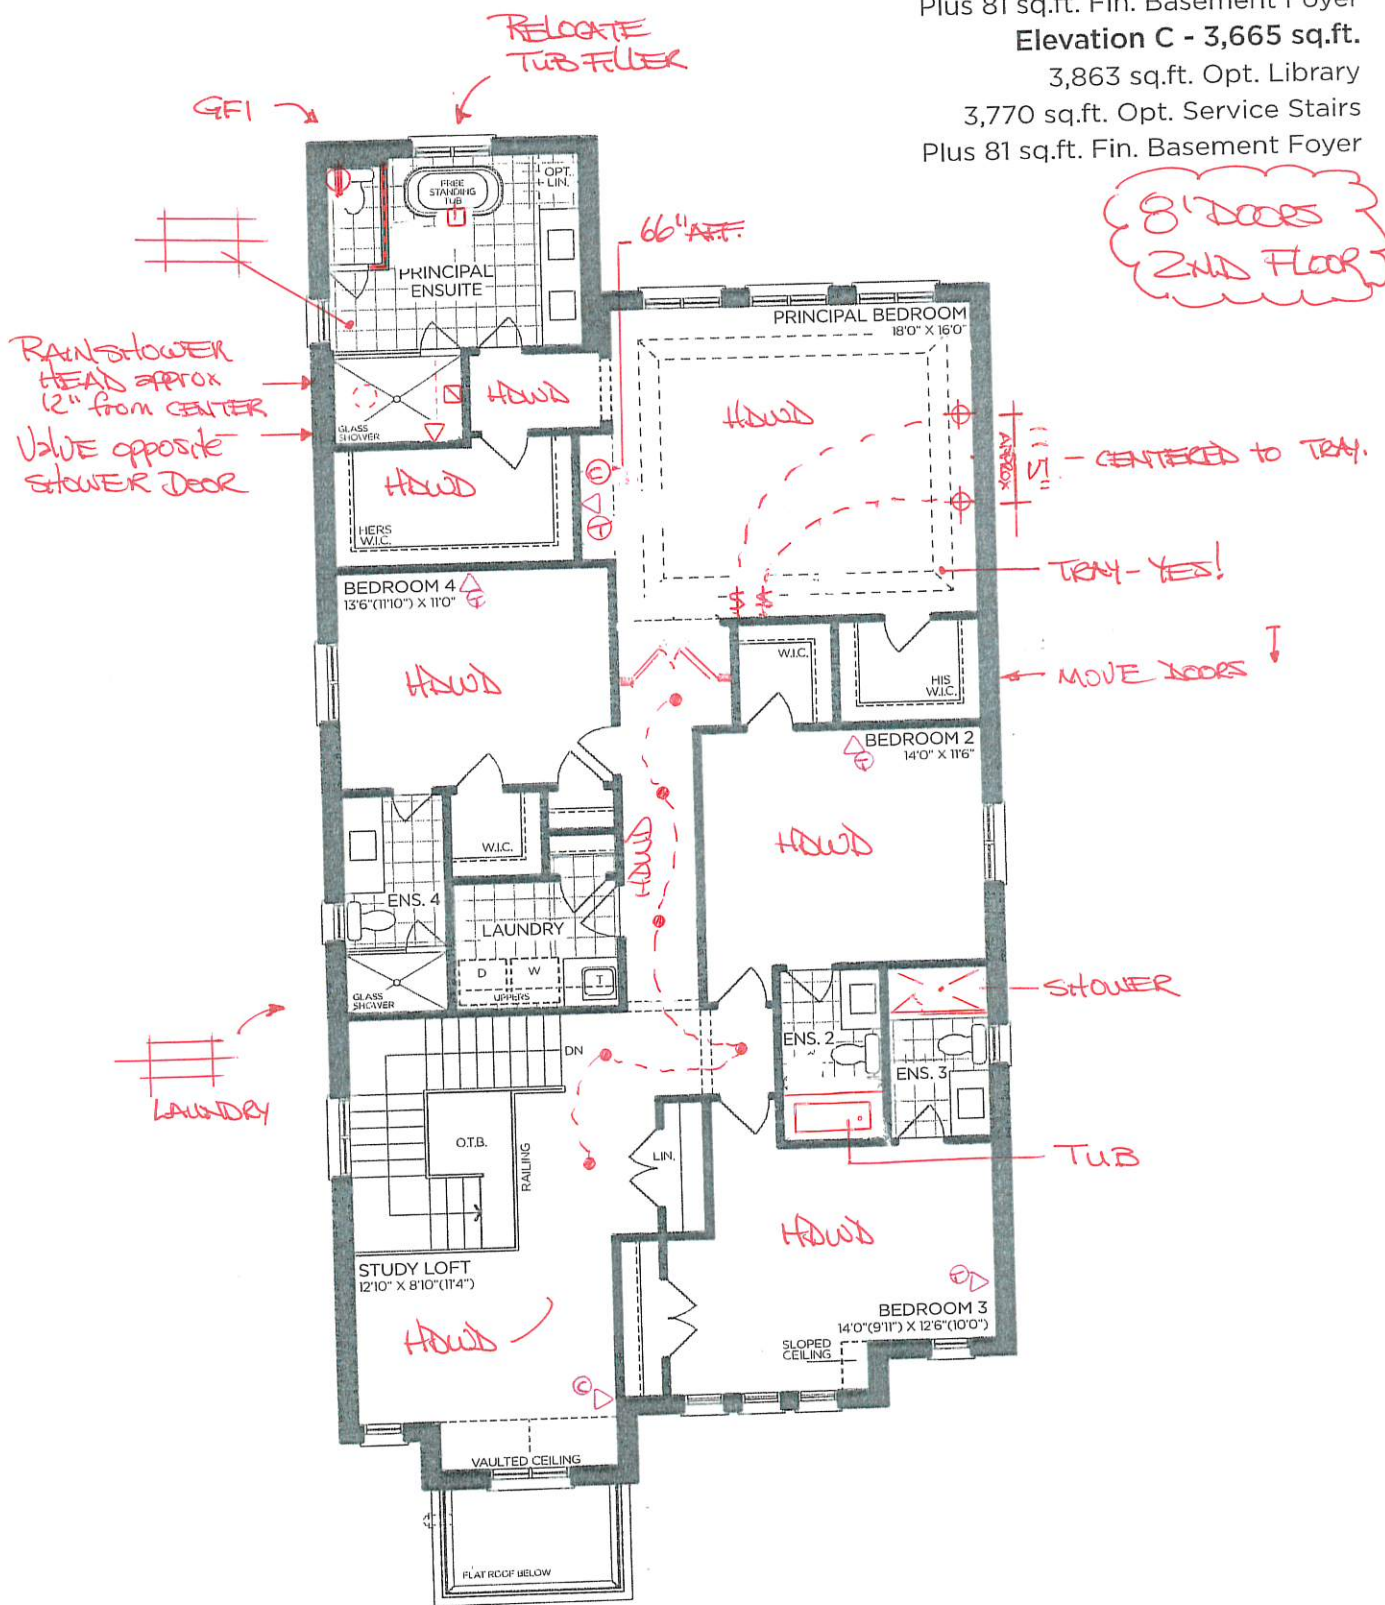 Plus 81 sq.ft. Fin. Basement Foyer
Elevation C - 3,665 sq.ft.
3,863 sq.ft. Opt. Library
3,770 sq.ft. Opt. Service Stairs
Plus 81 sq.ft. Fin. Basement Foyer
8' DOORS
2ND FLOOR
RELOCATE
TUB FILLER
GFI
FREE
STANDING
TUB
OPT.
LIN.
66" A.F.F.
PRINCIPAL
ENSUITE
PRINCIPAL BEDROOM
18'0" X 16'0"
RAINSHOWER
HEAD approx
12" from CENTER
VALVE opposite
SHOWER DOOR
GLASS
SHOWER
HDWD
HDWD
HDWD
HERS
W.I.C.
C
T
5"
APPROX
CENTERED to TRAY.
TRAY - YES!
$ $
BEDROOM 4
13'6"(11'10") X 11'0"
T
HDWD
W.I.C.
HIS
W.I.C.
MOVE DOORS
BEDROOM 2
14'0" X 11'6"
T
HDWD
HDWD
W.I.C.
ENS. 4
LAUNDRY
D
W
T
UPPERS
GLASS
SHOWER
SHOWER
LAUNDRY
DN
ENS. 2
ENS. 3
O.T.B.
RAILING
LIN.
TUB
HDWD
STUDY LOFT
12'10" X 8'10"(11'4")
HDWD
T
BEDROOM 3
14'0"(9'11") X 12'6"(10'0")
SLOPED
CEILING
C
VAULTED CEILING
FLAT ROOF BELOW